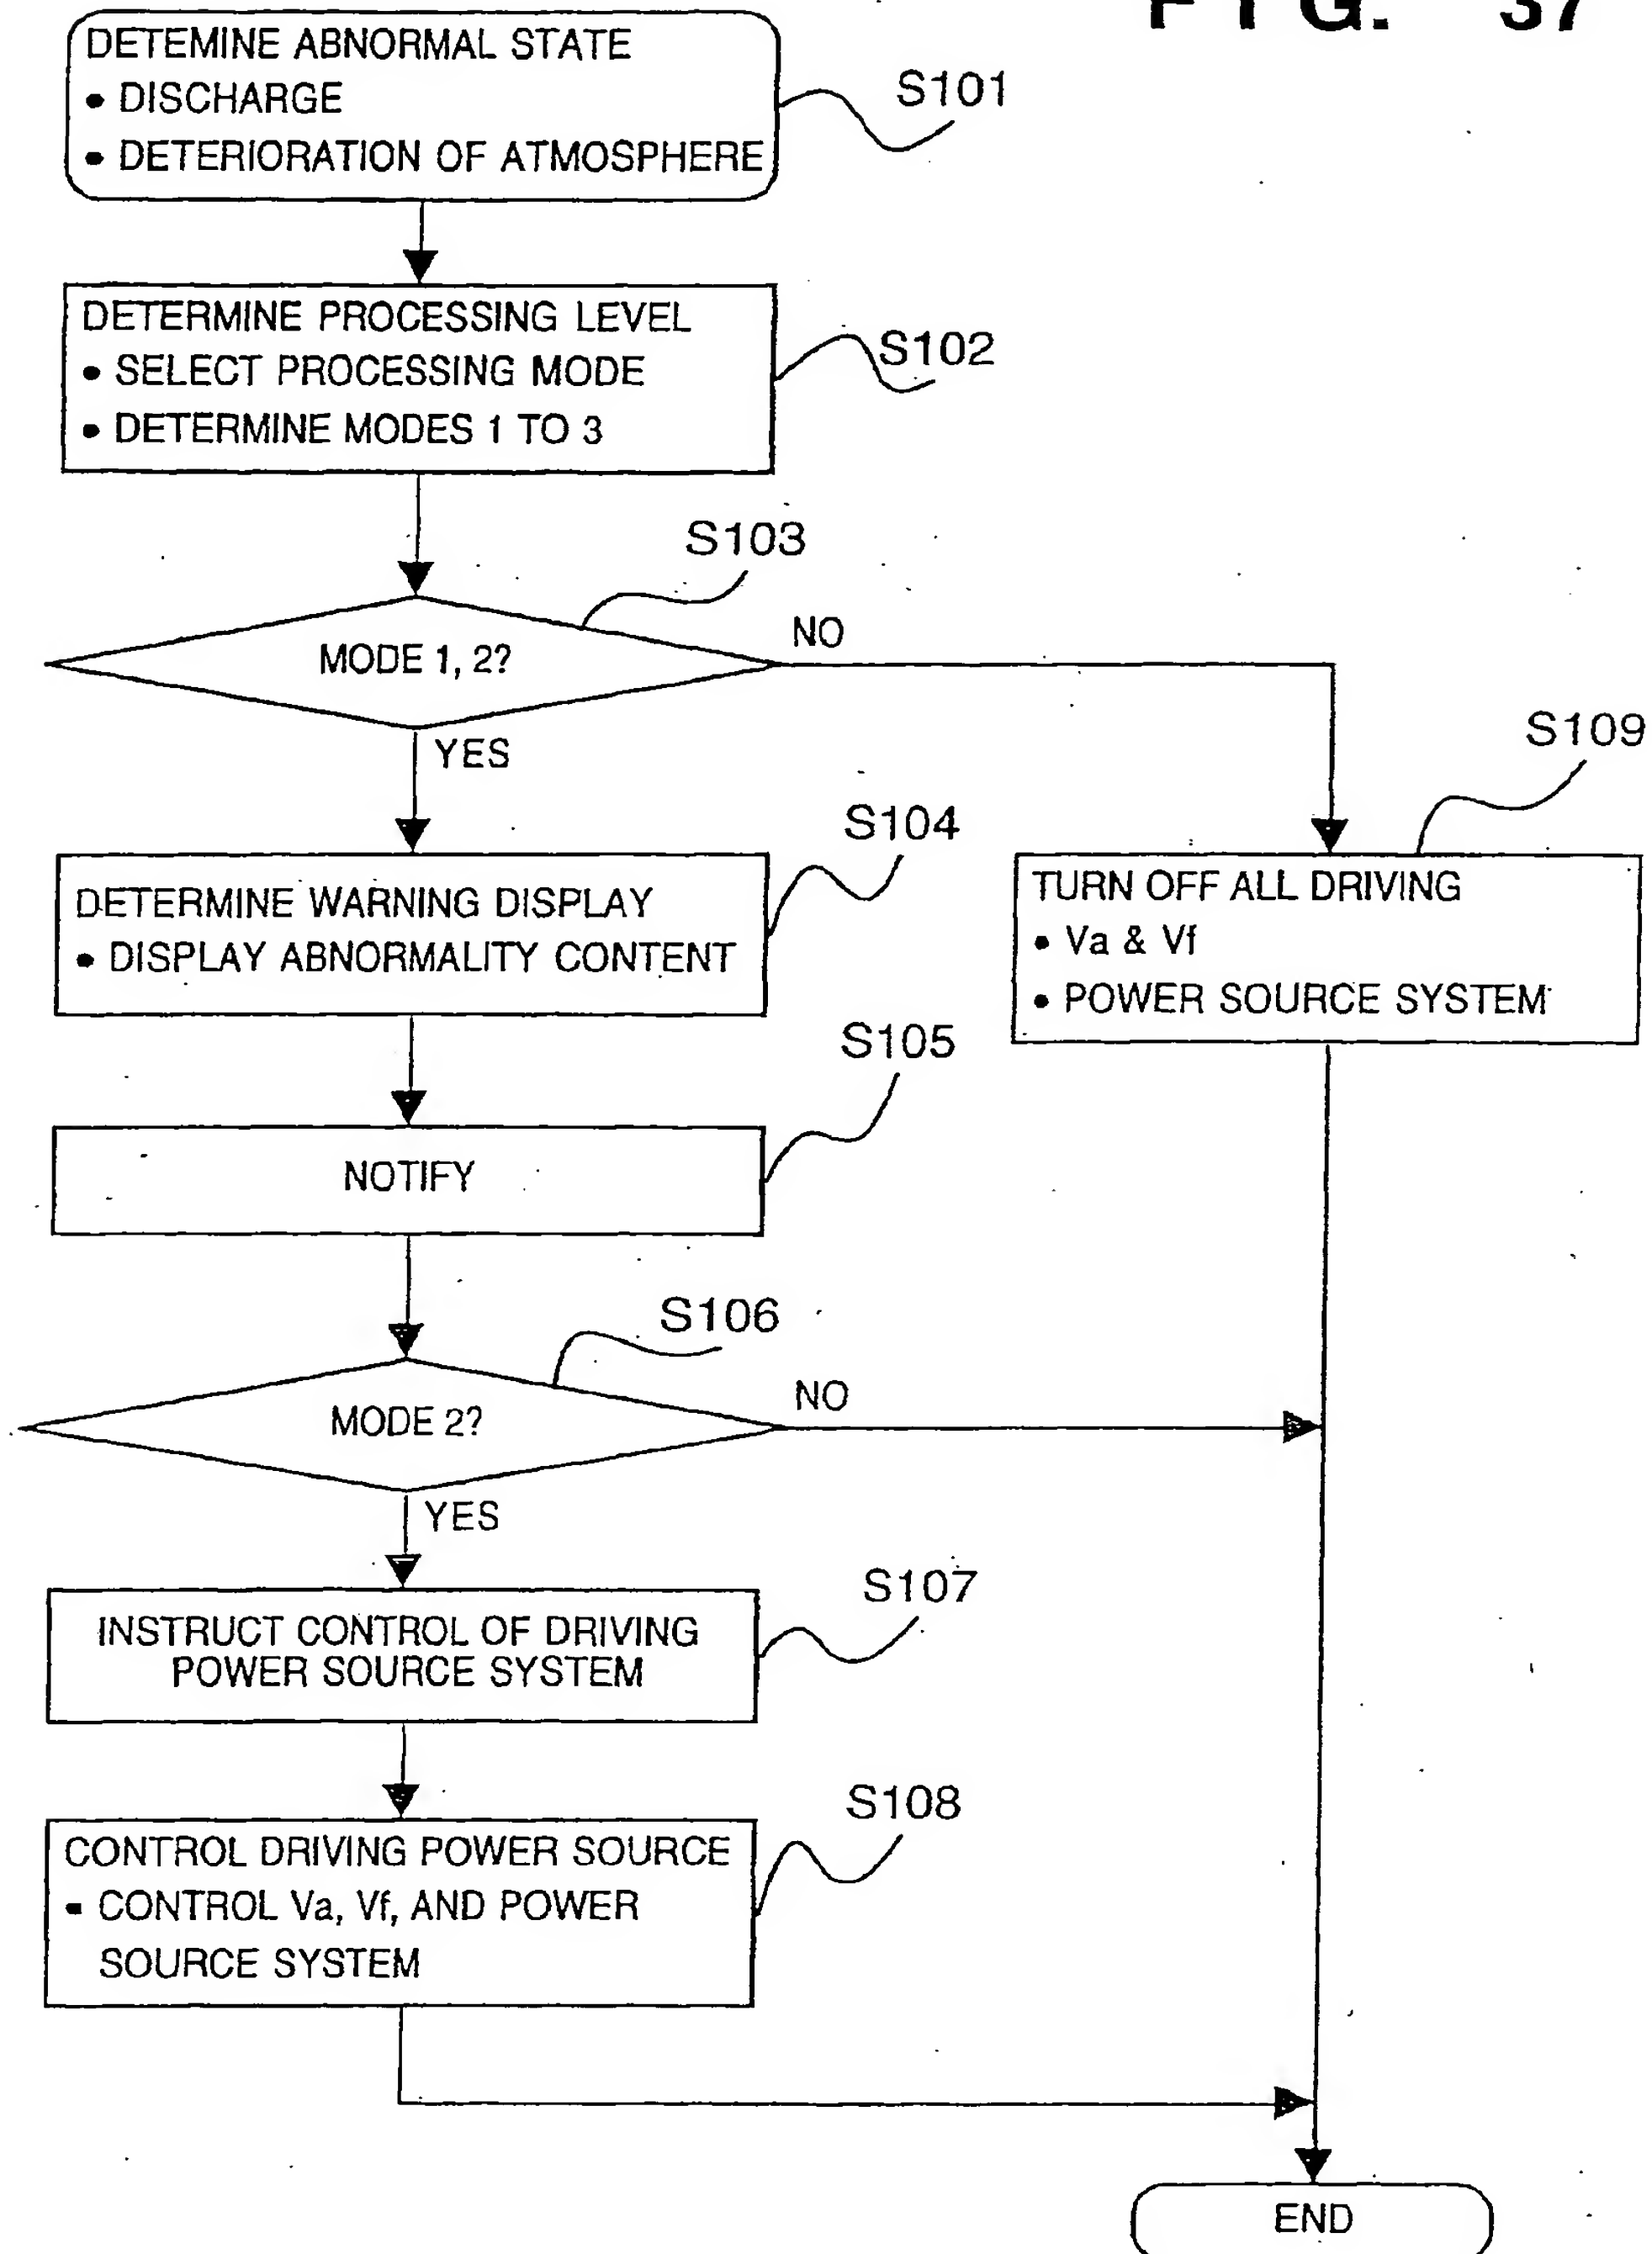 FIG. 37
DETEMINE ABNORMAL STATE
• DISCHARGE
• DETERIORATION OF ATMOSPHERE
S101
DETERMINE PROCESSING LEVEL
• SELECT PROCESSING MODE
• DETERMINE MODES 1 TO 3
S102
S103
MODE 1, 2?
NO
YES
S109
S104
DETERMINE WARNING DISPLAY
• DISPLAY ABNORMALITY CONTENT
TURN OFF ALL DRIVING
• Va & Vf
• POWER SOURCE SYSTEM
S105
NOTIFY
S106
MODE 2?
NO
YES
S107
INSTRUCT CONTROL OF DRIVING
POWER SOURCE SYSTEM
S108
CONTROL DRIVING POWER SOURCE
▪ CONTROL Va, Vf, AND POWER
SOURCE SYSTEM
END